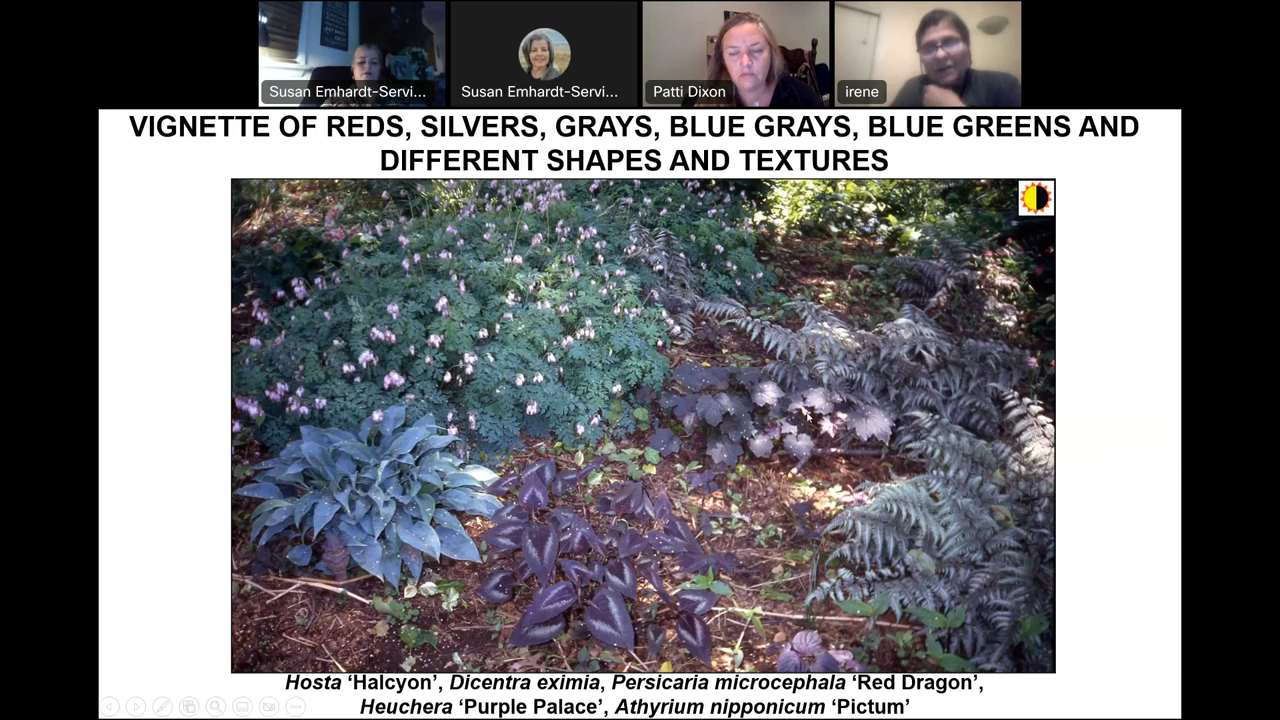 Susan Emhardt-Servi...
Susan Emhardt-Servi...
Patti Dixon
irene
VIGNETTE OF REDS, SILVERS, GRAYS, BLUE GRAYS, BLUE GREENS AND
DIFFERENT SHAPES AND TEXTURES
Hosta ‘Halcyon’, Dicentra eximia, Persicaria microcephala ‘Red Dragon’,
Heuchera ‘Purple Palace’, Athyrium nipponicum ‘Pictum’